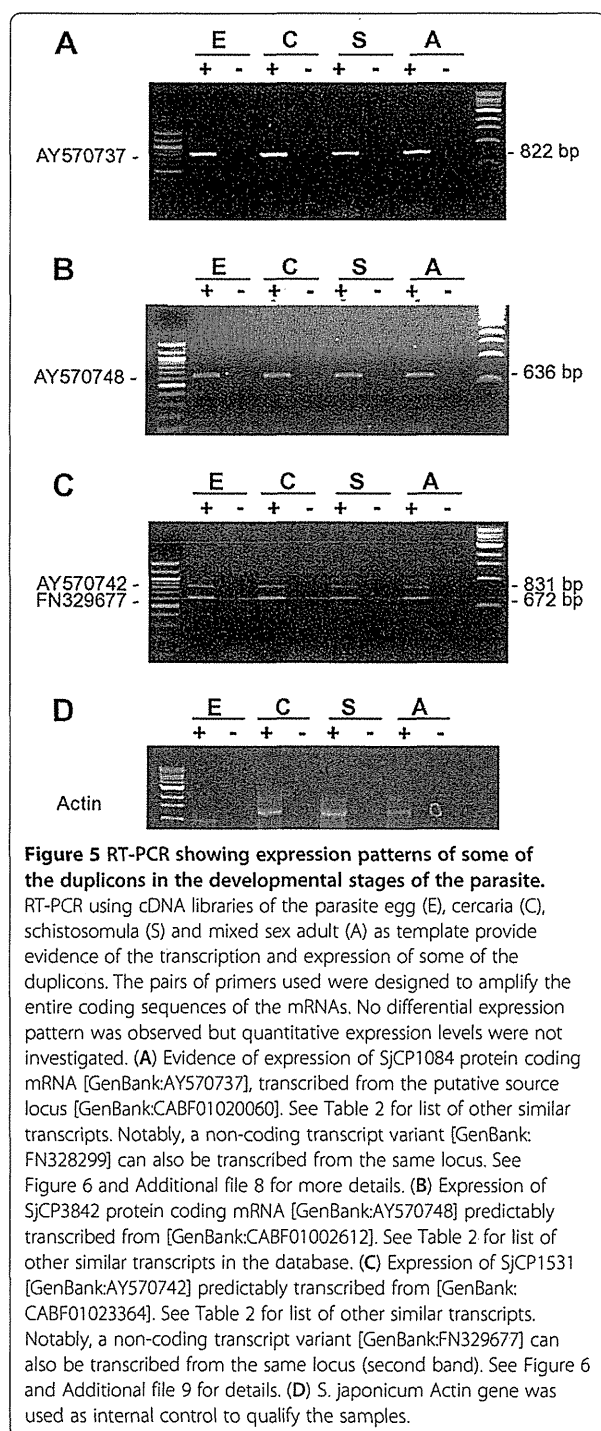 A
E C S A
+ - + - + - + -
AY570737 - - 822 bp
B
E C S A
+ - + - + - + -
AY570748 - - 636 bp
C
E C S A
+ - + - + - + -
AY570742 - - 831 bp
FN329677 - - 672 bp
D
E C S A
+ - + - + - + -
Actin
Figure 5 RT-PCR showing expression patterns of some of
the duplicons in the developmental stages of the parasite.
RT-PCR using cDNA libraries of the parasite egg (E), cercaria (C),
schistosomula (S) and mixed sex adult (A) as template provide
evidence of the transcription and expression of some of the
duplicons. The pairs of primers used were designed to amplify the
entire coding sequences of the mRNAs. No differential expression
pattern was observed but quantitative expression levels were not
investigated. (A) Evidence of expression of SjCP1084 protein coding
mRNA [GenBank:AY570737], transcribed from the putative source
locus [GenBank:CABF01020060]. See Table 2 for list of other similar
transcripts. Notably, a non-coding transcript variant [GenBank:
FN328299] can also be transcribed from the same locus. See
Figure 6 and Additional file 8 for more details. (B) Expression of
SjCP3842 protein coding mRNA [GenBank:AY570748] predictably
transcribed from [GenBank:CABF01002612]. See Table 2 for list of
other similar transcripts in the database. (C) Expression of SjCP1531
[GenBank:AY570742] predictably transcribed from [GenBank:
CABF01023364]. See Table 2 for list of other similar transcripts.
Notably, a non-coding transcript variant [GenBank:FN329677] can
also be transcribed from the same locus (second band). See Figure 6
and Additional file 9 for details. (D) S. japonicum Actin gene was
used as internal control to qualify the samples.